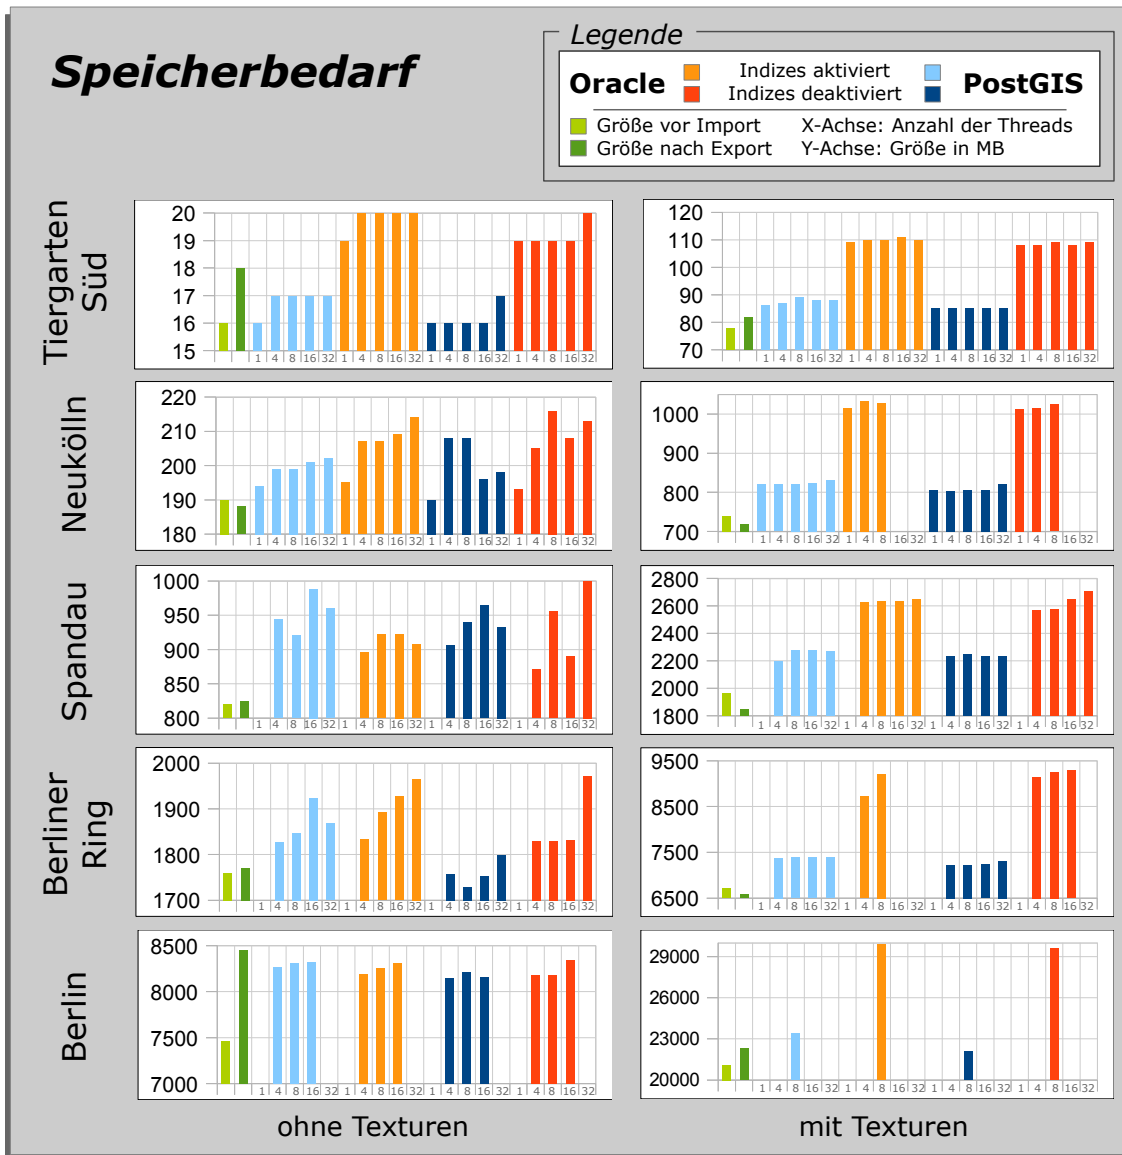 Speicherbedarf
Legende
Oracle Indizes aktiviert PostGIS
Indizes deaktiviert
Größe vor Import X-Achse: Anzahl der Threads
Größe nach Export Y-Achse: Größe in MB
Tiergarten
Süd
20
19
18
17
16
15
1 4 8 16 32 1 4 8 16 32 1 4 8 16 32 1 4 8 16 32
120
110
100
90
80
70
1 4 8 16 32 1 4 8 16 32 1 4 8 16 32 1 4 8 16 32
Neukölln
220
210
200
190
180
1 4 8 16 32 1 4 8 16 32 1 4 8 16 32 1 4 8 16 32
1000
900
800
700
1 4 8 16 32 1 4 8 16 32 1 4 8 16 32 1 4 8 16 32
Spandau
1000
950
900
850
800
1 4 8 16 32 1 4 8 16 32 1 4 8 16 32 1 4 8 16 32
2800
2600
2400
2200
2000
1800
1 4 8 16 32 1 4 8 16 32 1 4 8 16 32 1 4 8 16 32
Berliner
Ring
2000
1900
1800
1700
1 4 8 16 32 1 4 8 16 32 1 4 8 16 32 1 4 8 16 32
9500
8500
7500
6500
1 4 8 16 32 1 4 8 16 32 1 4 8 16 32 1 4 8 16 32
Berlin
8500
8000
7500
7000
1 4 8 16 32 1 4 8 16 32 1 4 8 16 32 1 4 8 16 32
29000
26000
23000
20000
1 4 8 16 32 1 4 8 16 32 1 4 8 16 32 1 4 8 16 32
ohne Texturen
mit Texturen